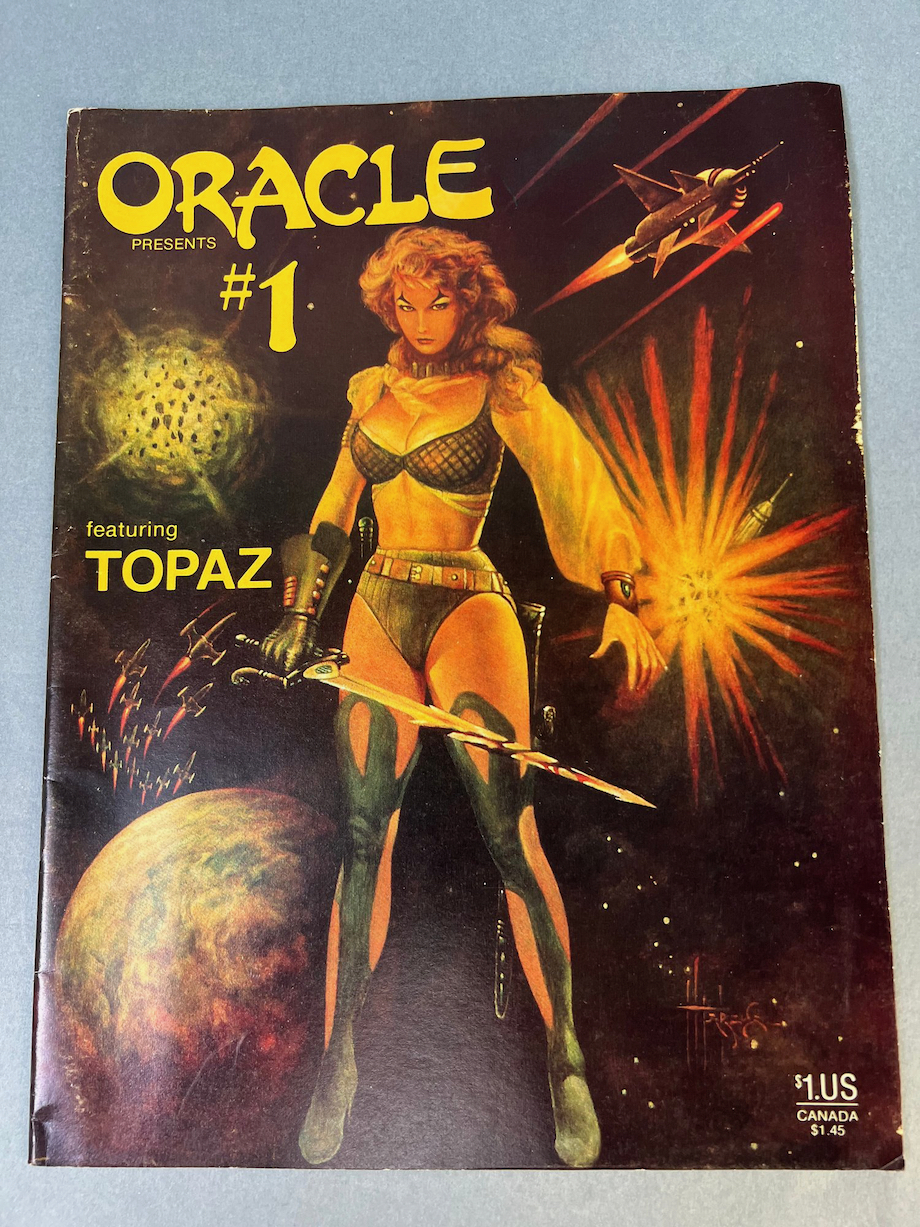 ORACLE
PRESENTS
#1
featuring
TOPAZ
$1.US
CANADA
$1.45